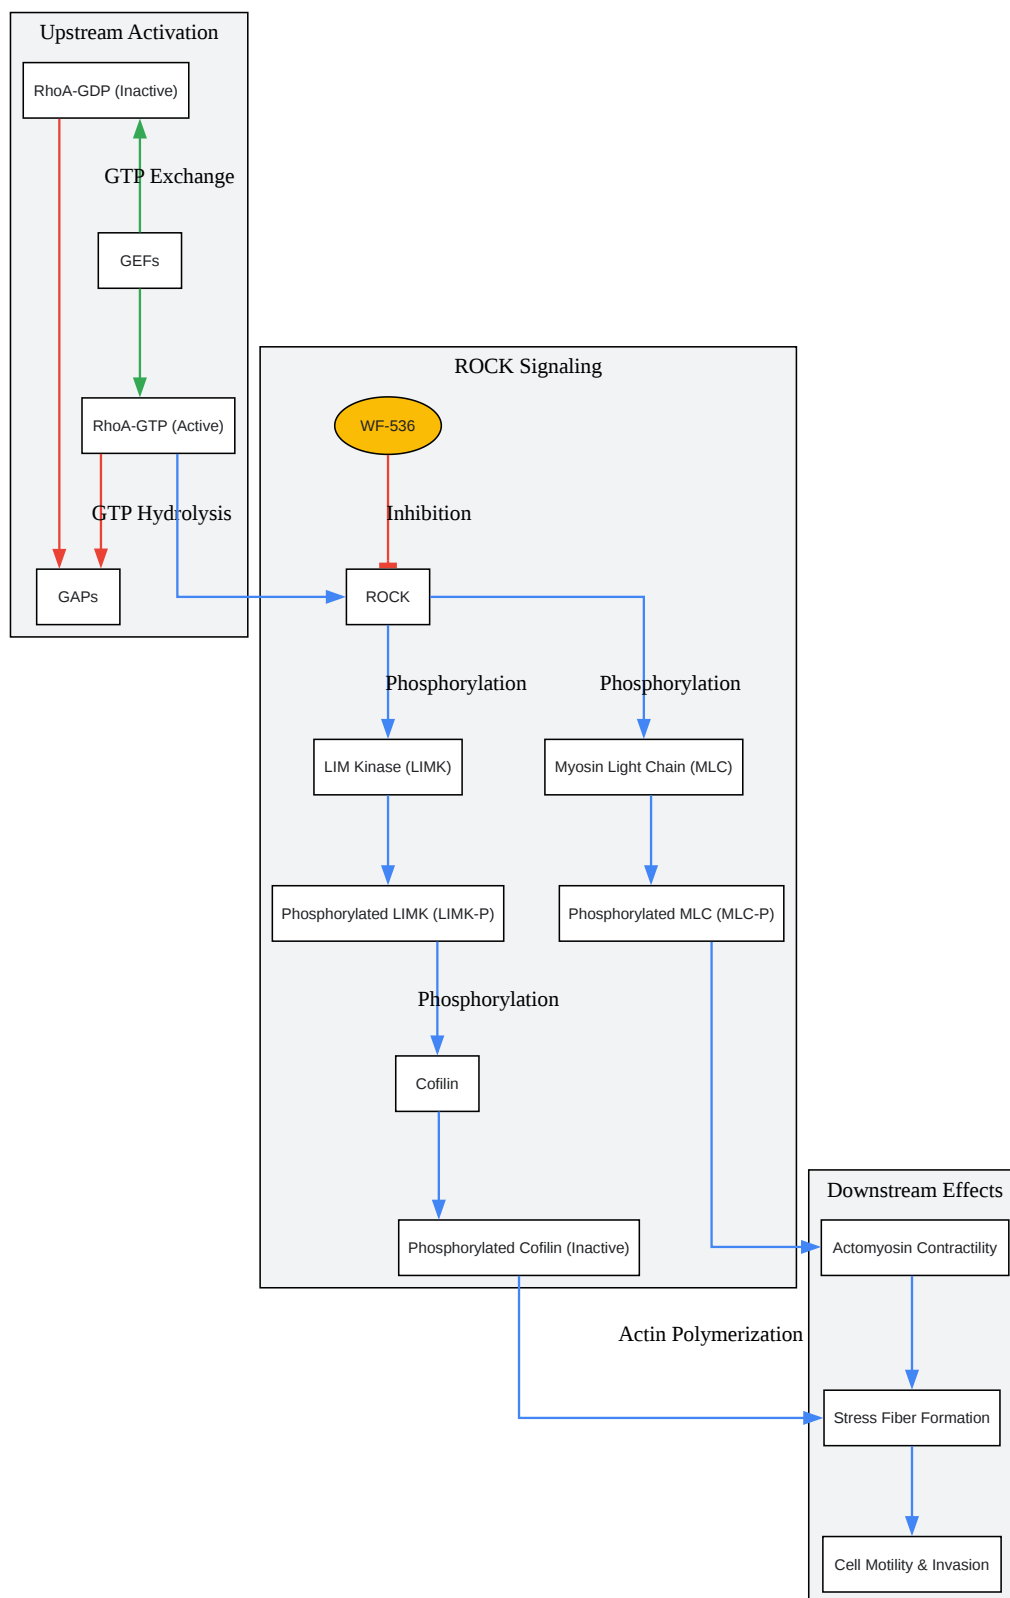 Upstream Activation
RhoA-GDP (Inactive)
GTP Exchange
GEFs
RhoA-GTP (Active)
GTP Hydrolysis
GAPs
ROCK Signaling
WF-536
Inhibition
ROCK
Phosphorylation
Phosphorylation
LIM Kinase (LIMK)
Myosin Light Chain (MLC)
Phosphorylated LIMK (LIMK-P)
Phosphorylated MLC (MLC-P)
Phosphorylation
Cofilin
Phosphorylated Cofilin (Inactive)
Downstream Effects
Actomyosin Contractility
Actin Polymerization
Stress Fiber Formation
Cell Motility & Invasion